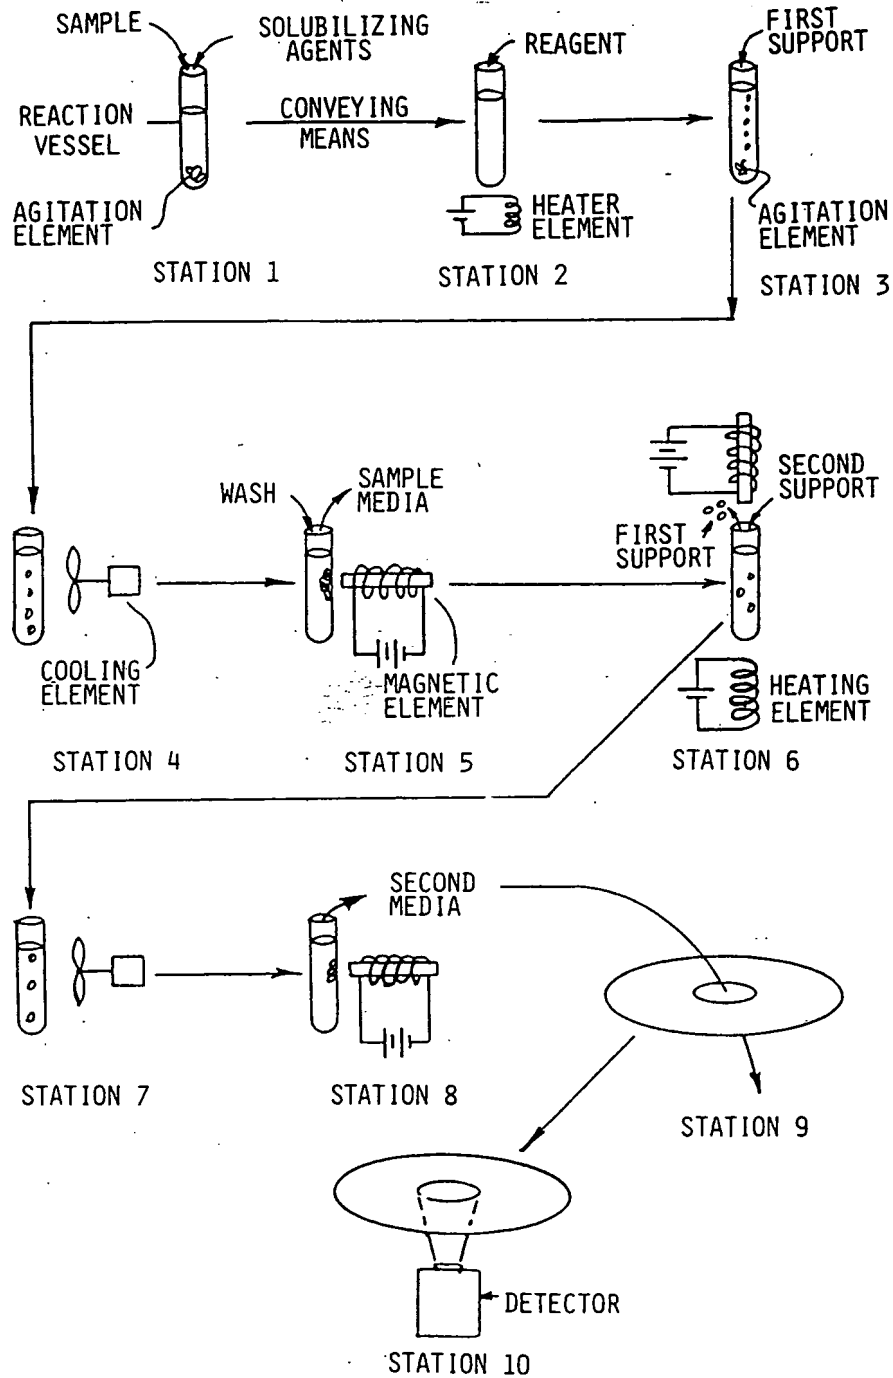 SAMPLE
SOLUBILIZING
AGENTS
REAGENT
FIRST
SUPPORT
REACTION
VESSEL
CONVEYING
MEANS
AGITATION
ELEMENT
HEATER
ELEMENT
AGITATION
ELEMENT
STATION 1
STATION 2
STATION 3
WASH
SAMPLE
MEDIA
SECOND
SUPPORT
FIRST
SUPPORT
COOLING
ELEMENT
MAGNETIC
ELEMENT
HEATING
ELEMENT
STATION 4
STATION 5
STATION 6
SECOND
MEDIA
STATION 7
STATION 8
STATION 9
DETECTOR
STATION 10